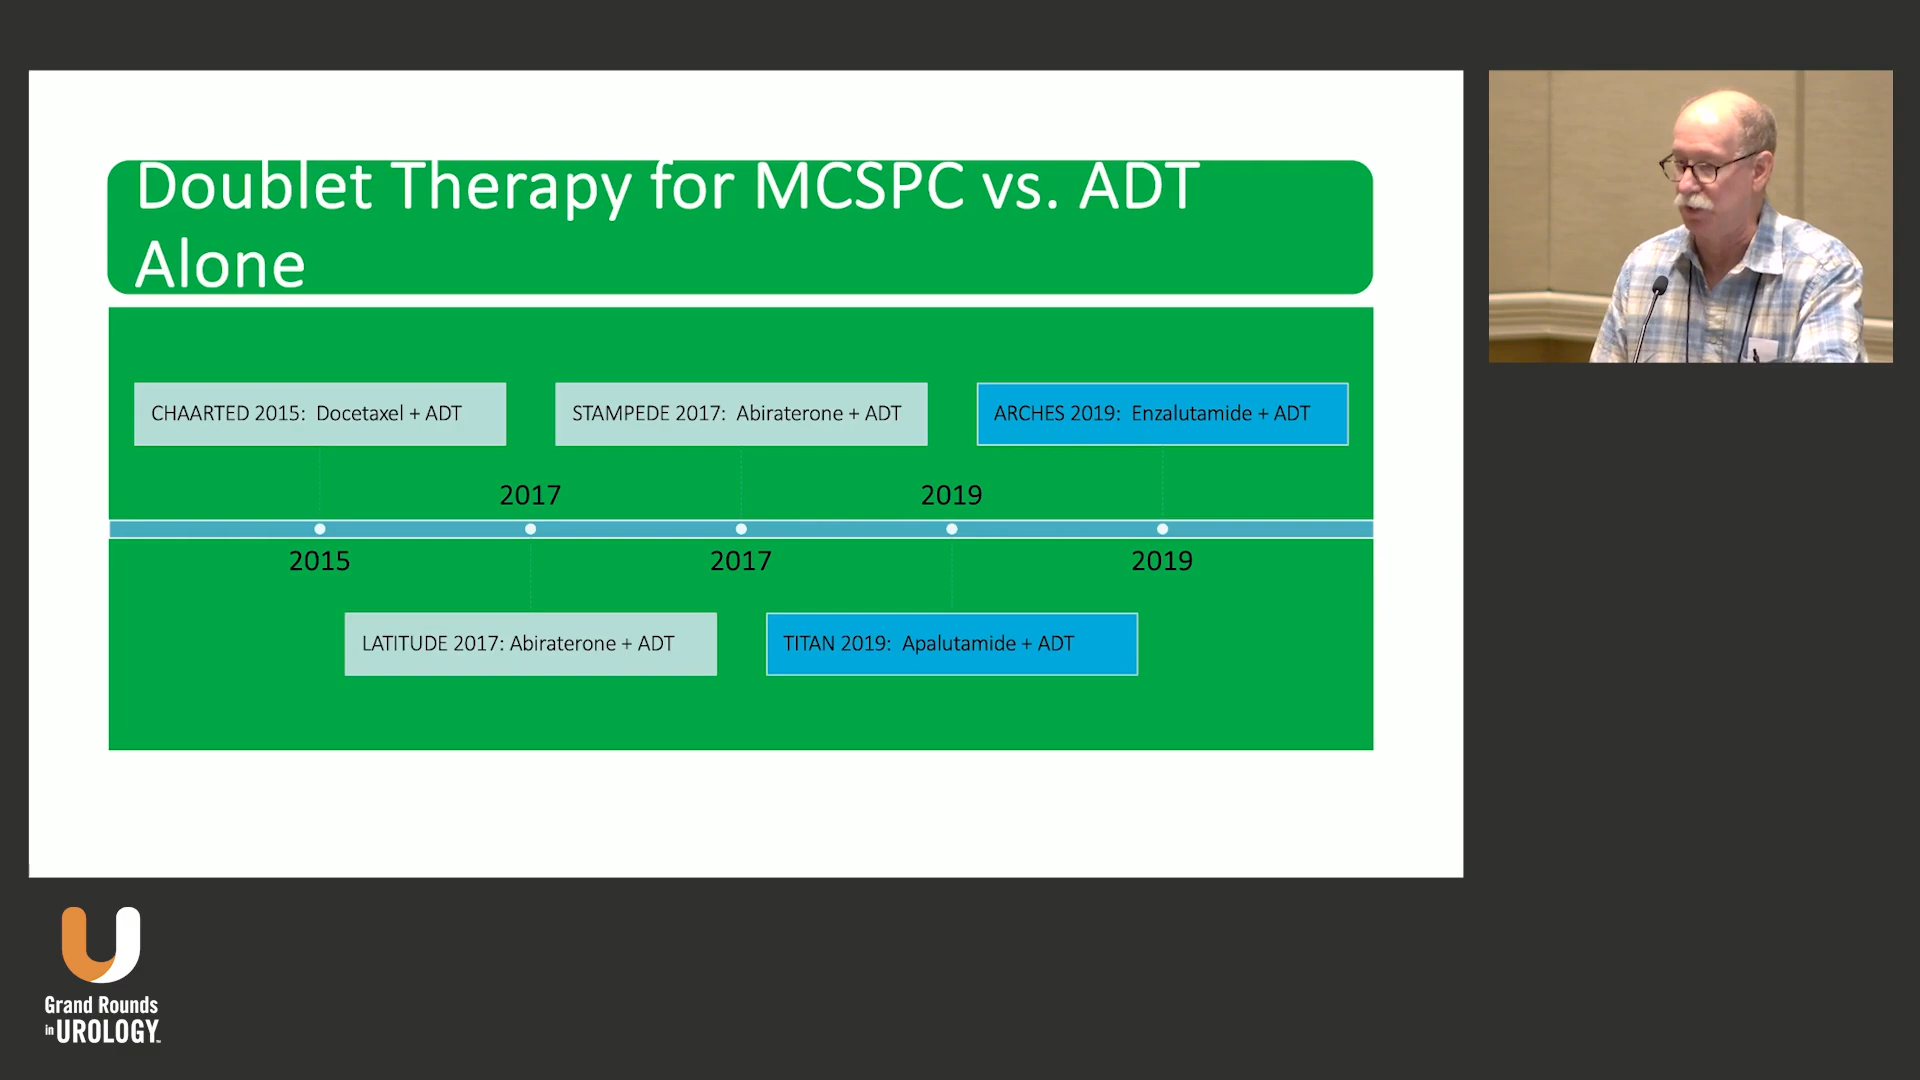 Doublet Therapy for MCSPC vs. ADT
Alone
CHAARTED 2015: Docetaxel + ADT
STAMPEDE 2017: Abiraterone + ADT
ARCHES 2019: Enzalutamide + ADT
2017
2019
2015
2017
2019
LATITUDE 2017: Abiraterone + ADT
TITAN 2019: Apalutamide + ADT
Grand Rounds
in UROLOGY™